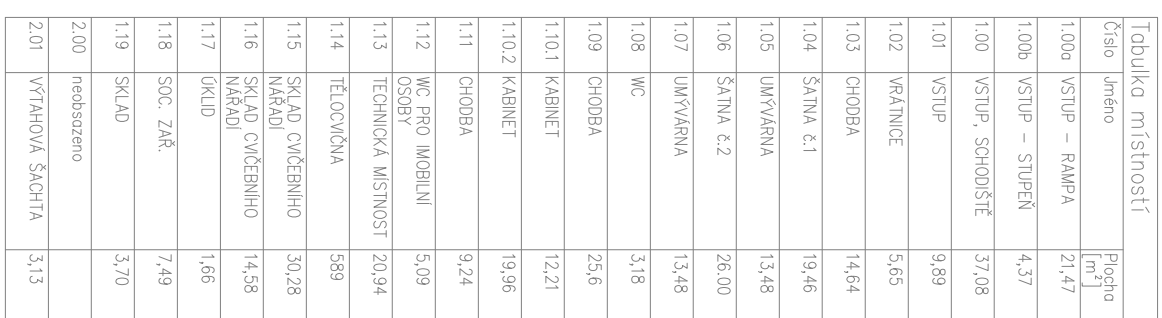 Tabulka místností
Číslo Jméno Plocha
[m²]
1.00a VSTUP – RAMPA 21,47
1.00b VSTUP – STUPEŇ 4,37
1.00 VSTUP, SCHODIŠTĚ 37,08
1.01 VSTUP 9,89
1.02 VRÁTNICE 5,65
1.03 CHODBA 14,64
1.04 ŠATNA č.1 19,46
1.05 UMÝVÁRNA 13,48
1.06 ŠATNA č.2 26.00
1.07 UMÝVÁRNA 13,48
1.08 WC 3,18
1.09 CHODBA 25,6
1.10.1 KABINET 12,21
1.10.2 KABINET 19,96
1.11 CHODBA 9,24
1.12 WC PRO IMOBILNÍ 5,09
OSOBY
1.13 TECHNICKÁ MÍSTNOST 20,94
1.14 TĚLOCVIČNA 589
1.15 SKLAD CVIČEBNÍHO 30,28
NÁŘADÍ
1.16 SKLAD CVIČEBNÍHO 14,58
NÁŘADÍ
1.17 ÚKLID 1,66
1.18 SOC. ZAŘ. 7,49
1.19 SKLAD 3,70
2.00 neobsazeno
2.01 VÝTAHOVÁ ŠACHTA 3,13